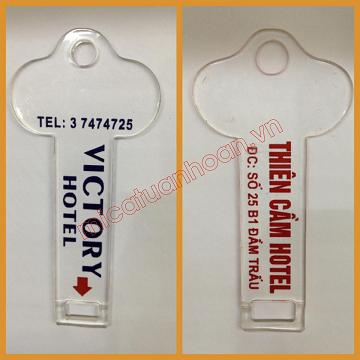 TEL: 3 7474725
VICTORY
HOTEL
THIÊN CẦM HOTEL
ĐC: SỐ 25 B1 ĐẦM TRẤU
micatuanhoan.vn